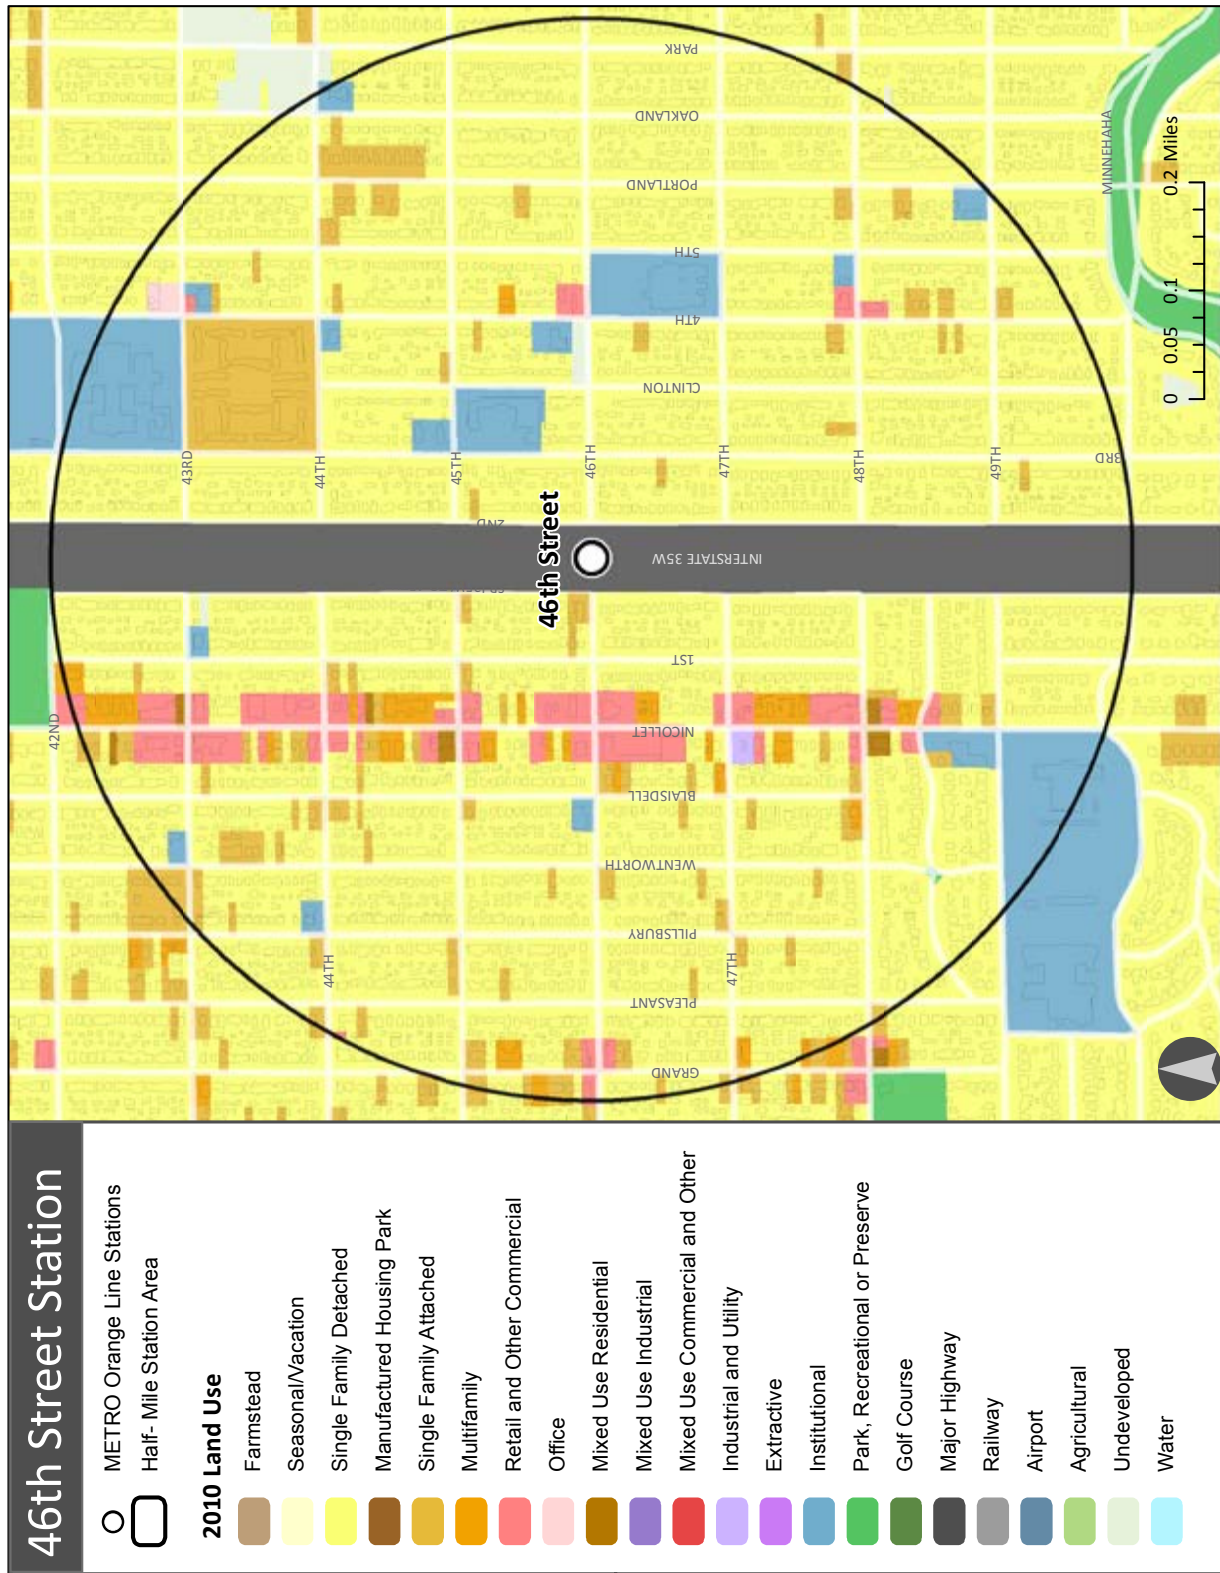 46th Street Station
METRO Orange Line Stations
Half- Mile Station Area
2010 Land Use
Farmstead
Seasonal/Vacation
Single Family Detached
Manufactured Housing Park
Single Family Attached
Multifamily
Retail and Other Commercial
Office
Mixed Use Residential
Mixed Use Industrial
Mixed Use Commercial and Other
Industrial and Utility
Extractive
Institutional
Park, Recreational or Preserve
Golf Course
Major Highway
Railway
Airport
Agricultural
Undeveloped
Water
42ND
43RD
44TH
44TH
45TH
46TH
47TH
47TH
48TH
49TH
GRAND
PLEASANT
PILLSBURY
WENTWORTH
BLAISDELL
NICOLLET
1ST
INTERSTATE 35W
46th Street
2ND
3RD
CLINTON
4TH
5TH
PORTLAND
OAKLAND
PARK
MINNEHAHA
0 0.05 0.1 0.2 Miles